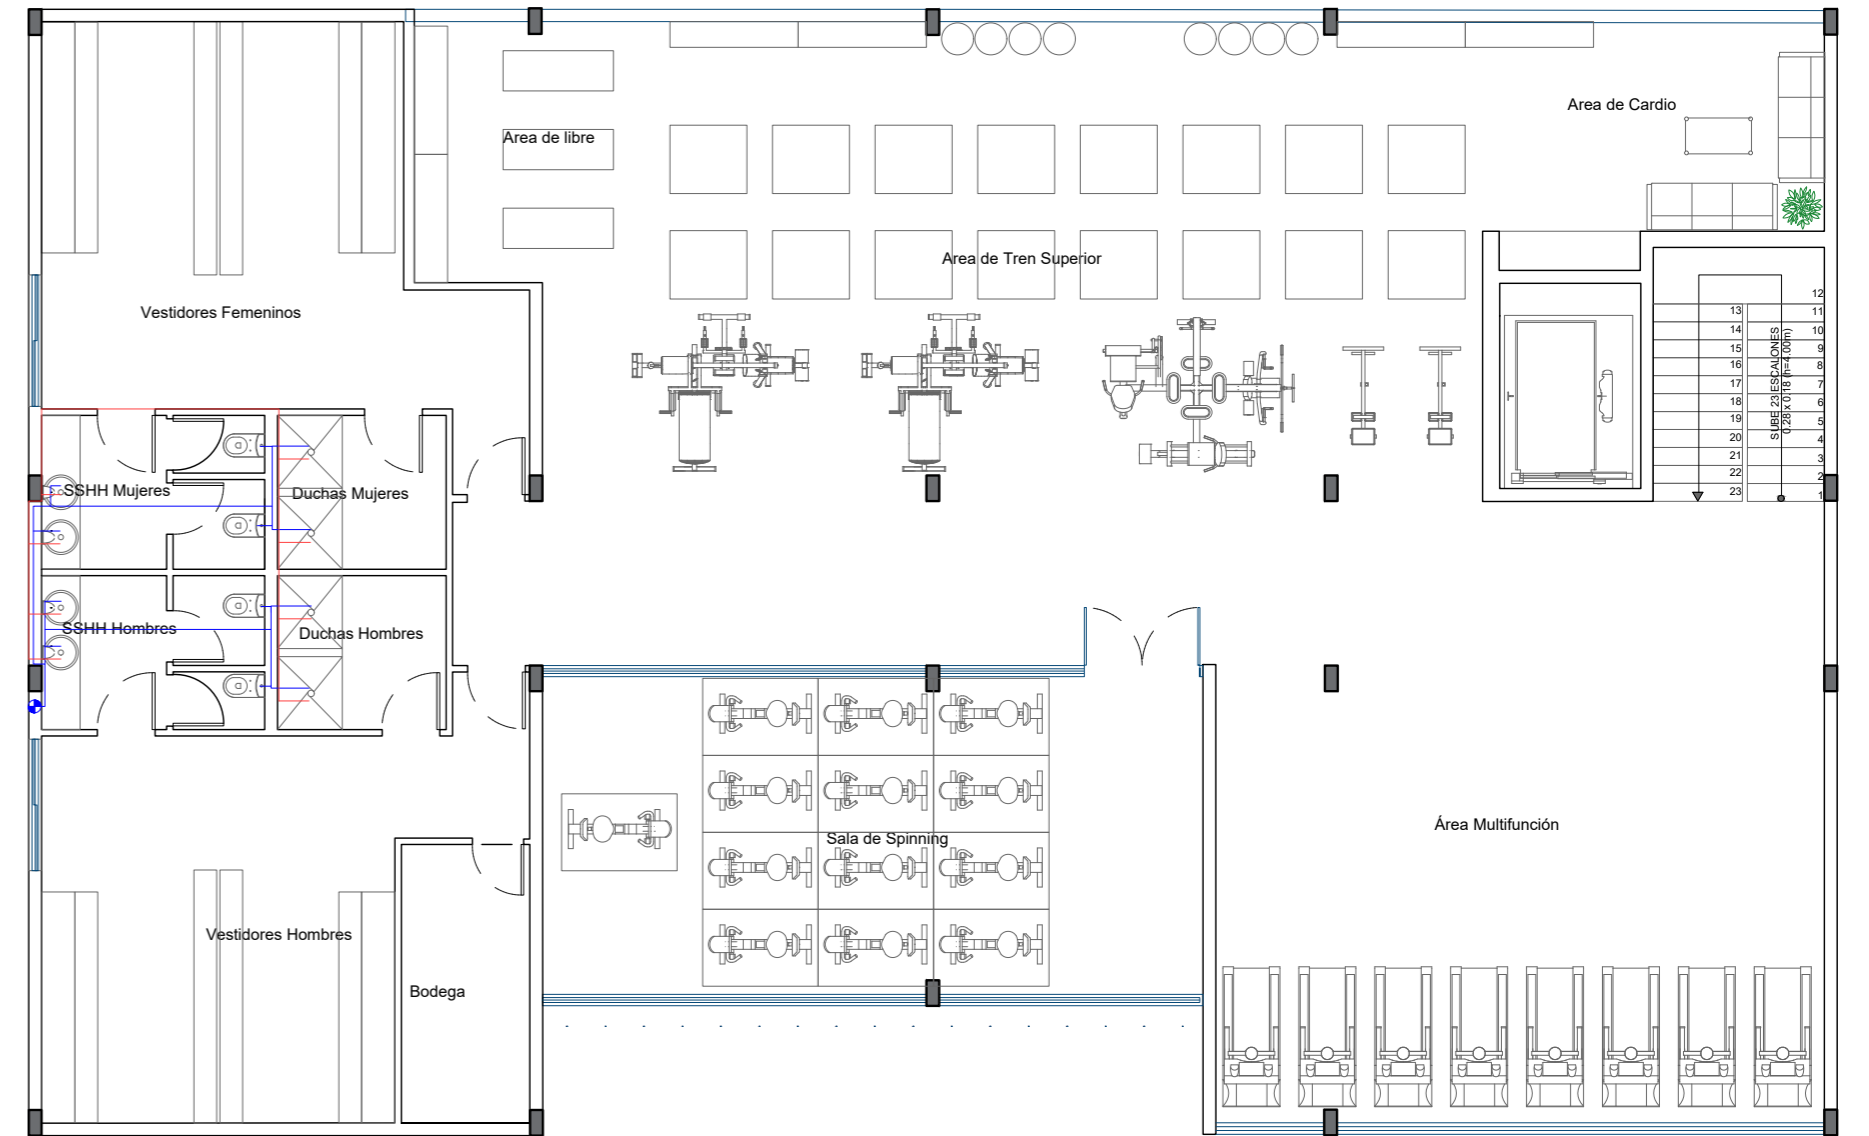 Area de Cardio
Area de libre
Area de Tren Superior
Vestidores Femeninos
12
13
11
14
10
15
9
16
8
17
7
18
6
19
5
20
4
21
3
22
2
23
1
SUBE 23 ESCALONES
0.28 x 0.18 (h=4.00m)
SSHH Mujeres
Duchas Mujeres
SSHH Hombres
Duchas Hombres
Sala de Spinning
Área Multifunción
Vestidores Hombres
Bodega